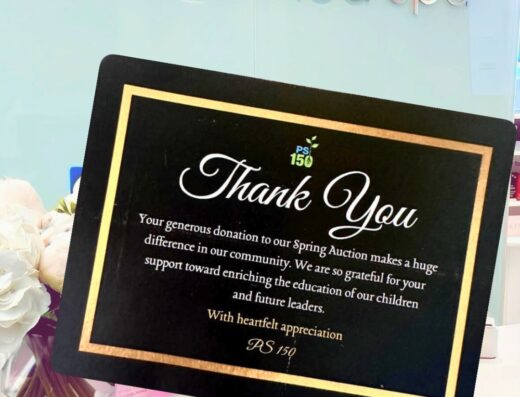 PS
150
Thank You
Your generous donation to our Spring Auction makes a huge
difference in our community. We are so grateful for your
support toward enriching the education of our children
and future leaders.
With heartfelt appreciation
PS 150